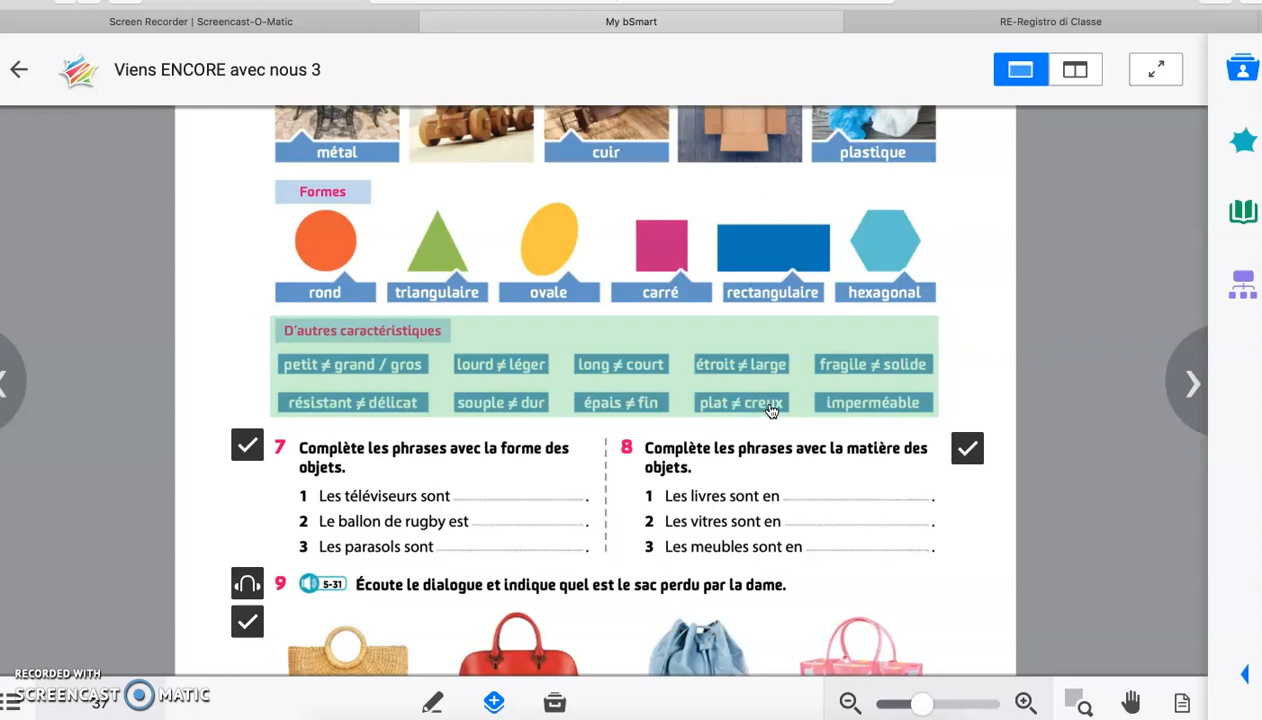 Screen Recorder | Screencast-O-Matic
My bSmart
RE-Registro di Classe
Viens ENCORE avec nous 3
métal
cuir
plastique
Formes
rond
triangulaire
ovale
carré
rectangulaire
hexagonal
D'autres caractéristiques
petit ≠ grand / gros
lourd ≠ léger
long ≠ court
étroit ≠ large
fragile ≠ solide
résistant ≠ délicat
souple ≠ dur
épais ≠ fin
plat ≠ creux
imperméable
7 Complète les phrases avec la forme des
objets.
1 Les téléviseurs sont .
2 Le ballon de rugby est .
3 Les parasols sont .
8 Complète les phrases avec la matière des
objets.
1 Les livres sont en .
2 Les vitres sont en .
3 Les meubles sont en .
9 5-31 Écoute le dialogue et indique quel est le sac perdu par la dame.
RECORDED WITH
SCREENCAST-O-MATIC
37